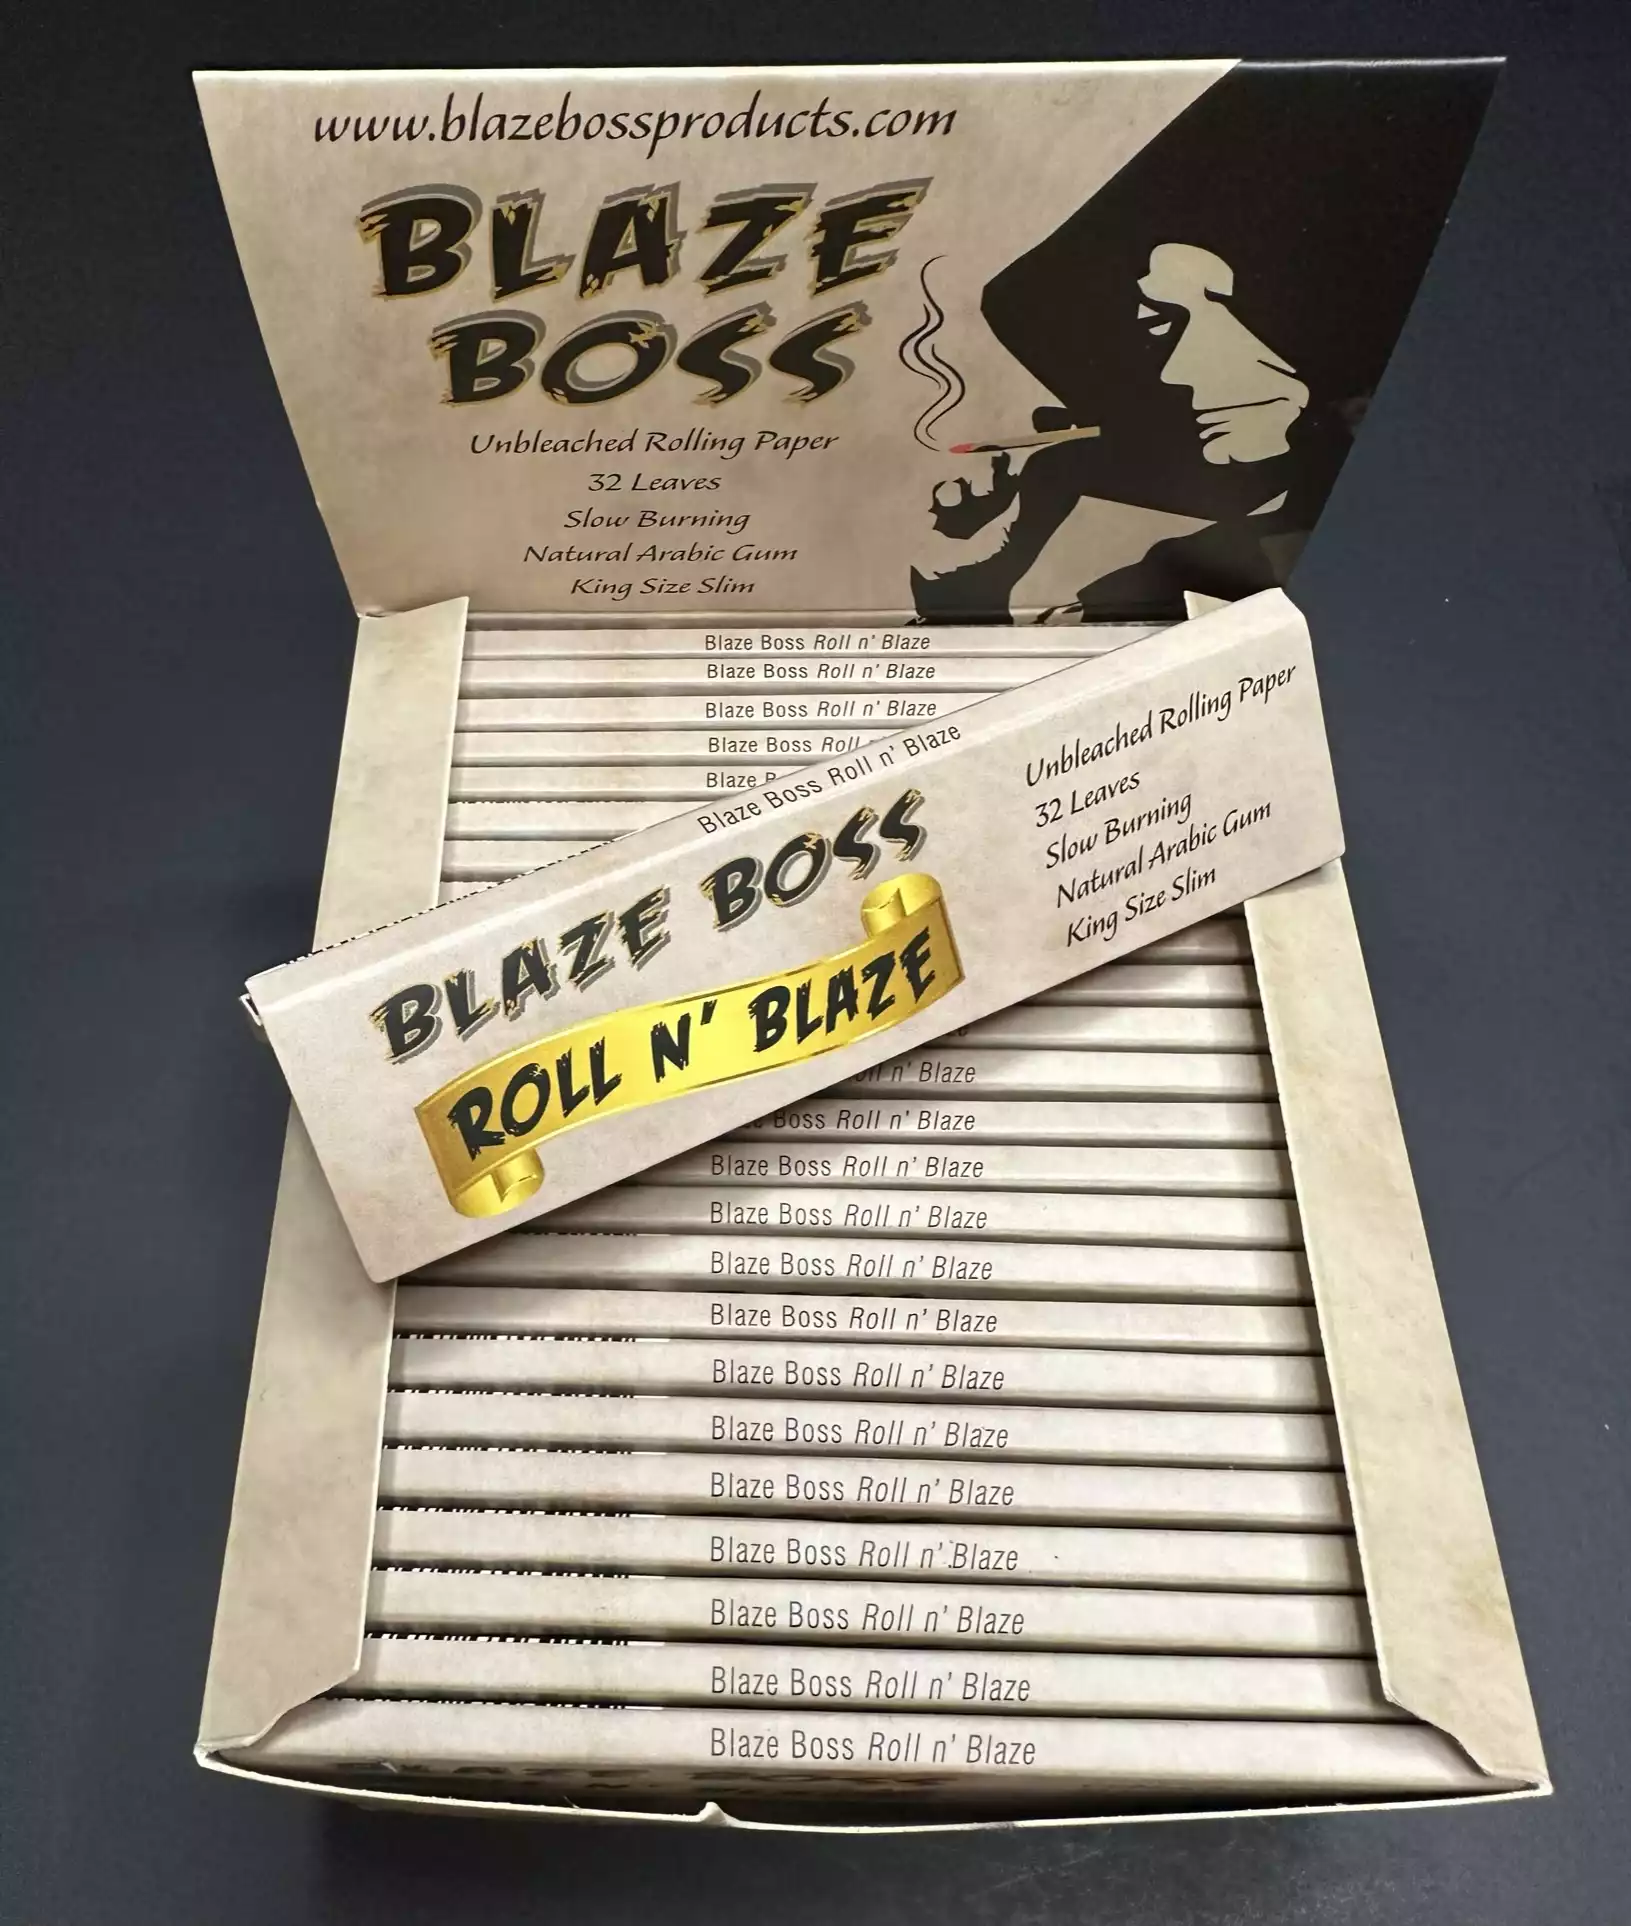 www.blazebossproducts.com
BLAZE
BOSS
Unbleached Rolling Paper
32 Leaves
Slow Burning
Natural Arabic Gum
King Size Slim
Blaze Boss Roll n' Blaze
Blaze Boss Roll n' Blaze
Blaze Boss Roll n' Blaze
Blaze Boss Roll
Blaze
Blaze Boss Roll n' Blaze
BLAZE BOSS
ROLL N' BLAZE
Unbleached Rolling Paper
32 Leaves
Slow Burning
Natural Arabic Gum
King Size Slim
n' Blaze
Boss Roll n' Blaze
Blaze Boss Roll n' Blaze
Blaze Boss Roll n' Blaze
Blaze Boss Roll n' Blaze
Blaze Boss Roll n' Blaze
Blaze Boss Roll n' Blaze
Blaze Boss Roll n' Blaze
Blaze Boss Roll n' Blaze
Blaze Boss Roll n' Blaze
Blaze Boss Roll n' Blaze
Blaze Boss Roll n' Blaze
Blaze Boss Roll n' Blaze